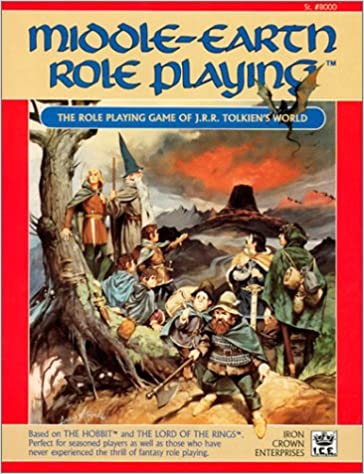 St. #8000
MIDDLE-EARTH
ROLE PLAYING™
THE ROLE PLAYING GAME OF J.R.R. TOLKIEN'S WORLD
Based on THE HOBBIT™ and THE LORD OF THE RINGS™.
Perfect for seasoned players as well as those who have
never experienced the thrill of fantasy role playing.
IRON
CROWN
ENTERPRISES
I.C.E.